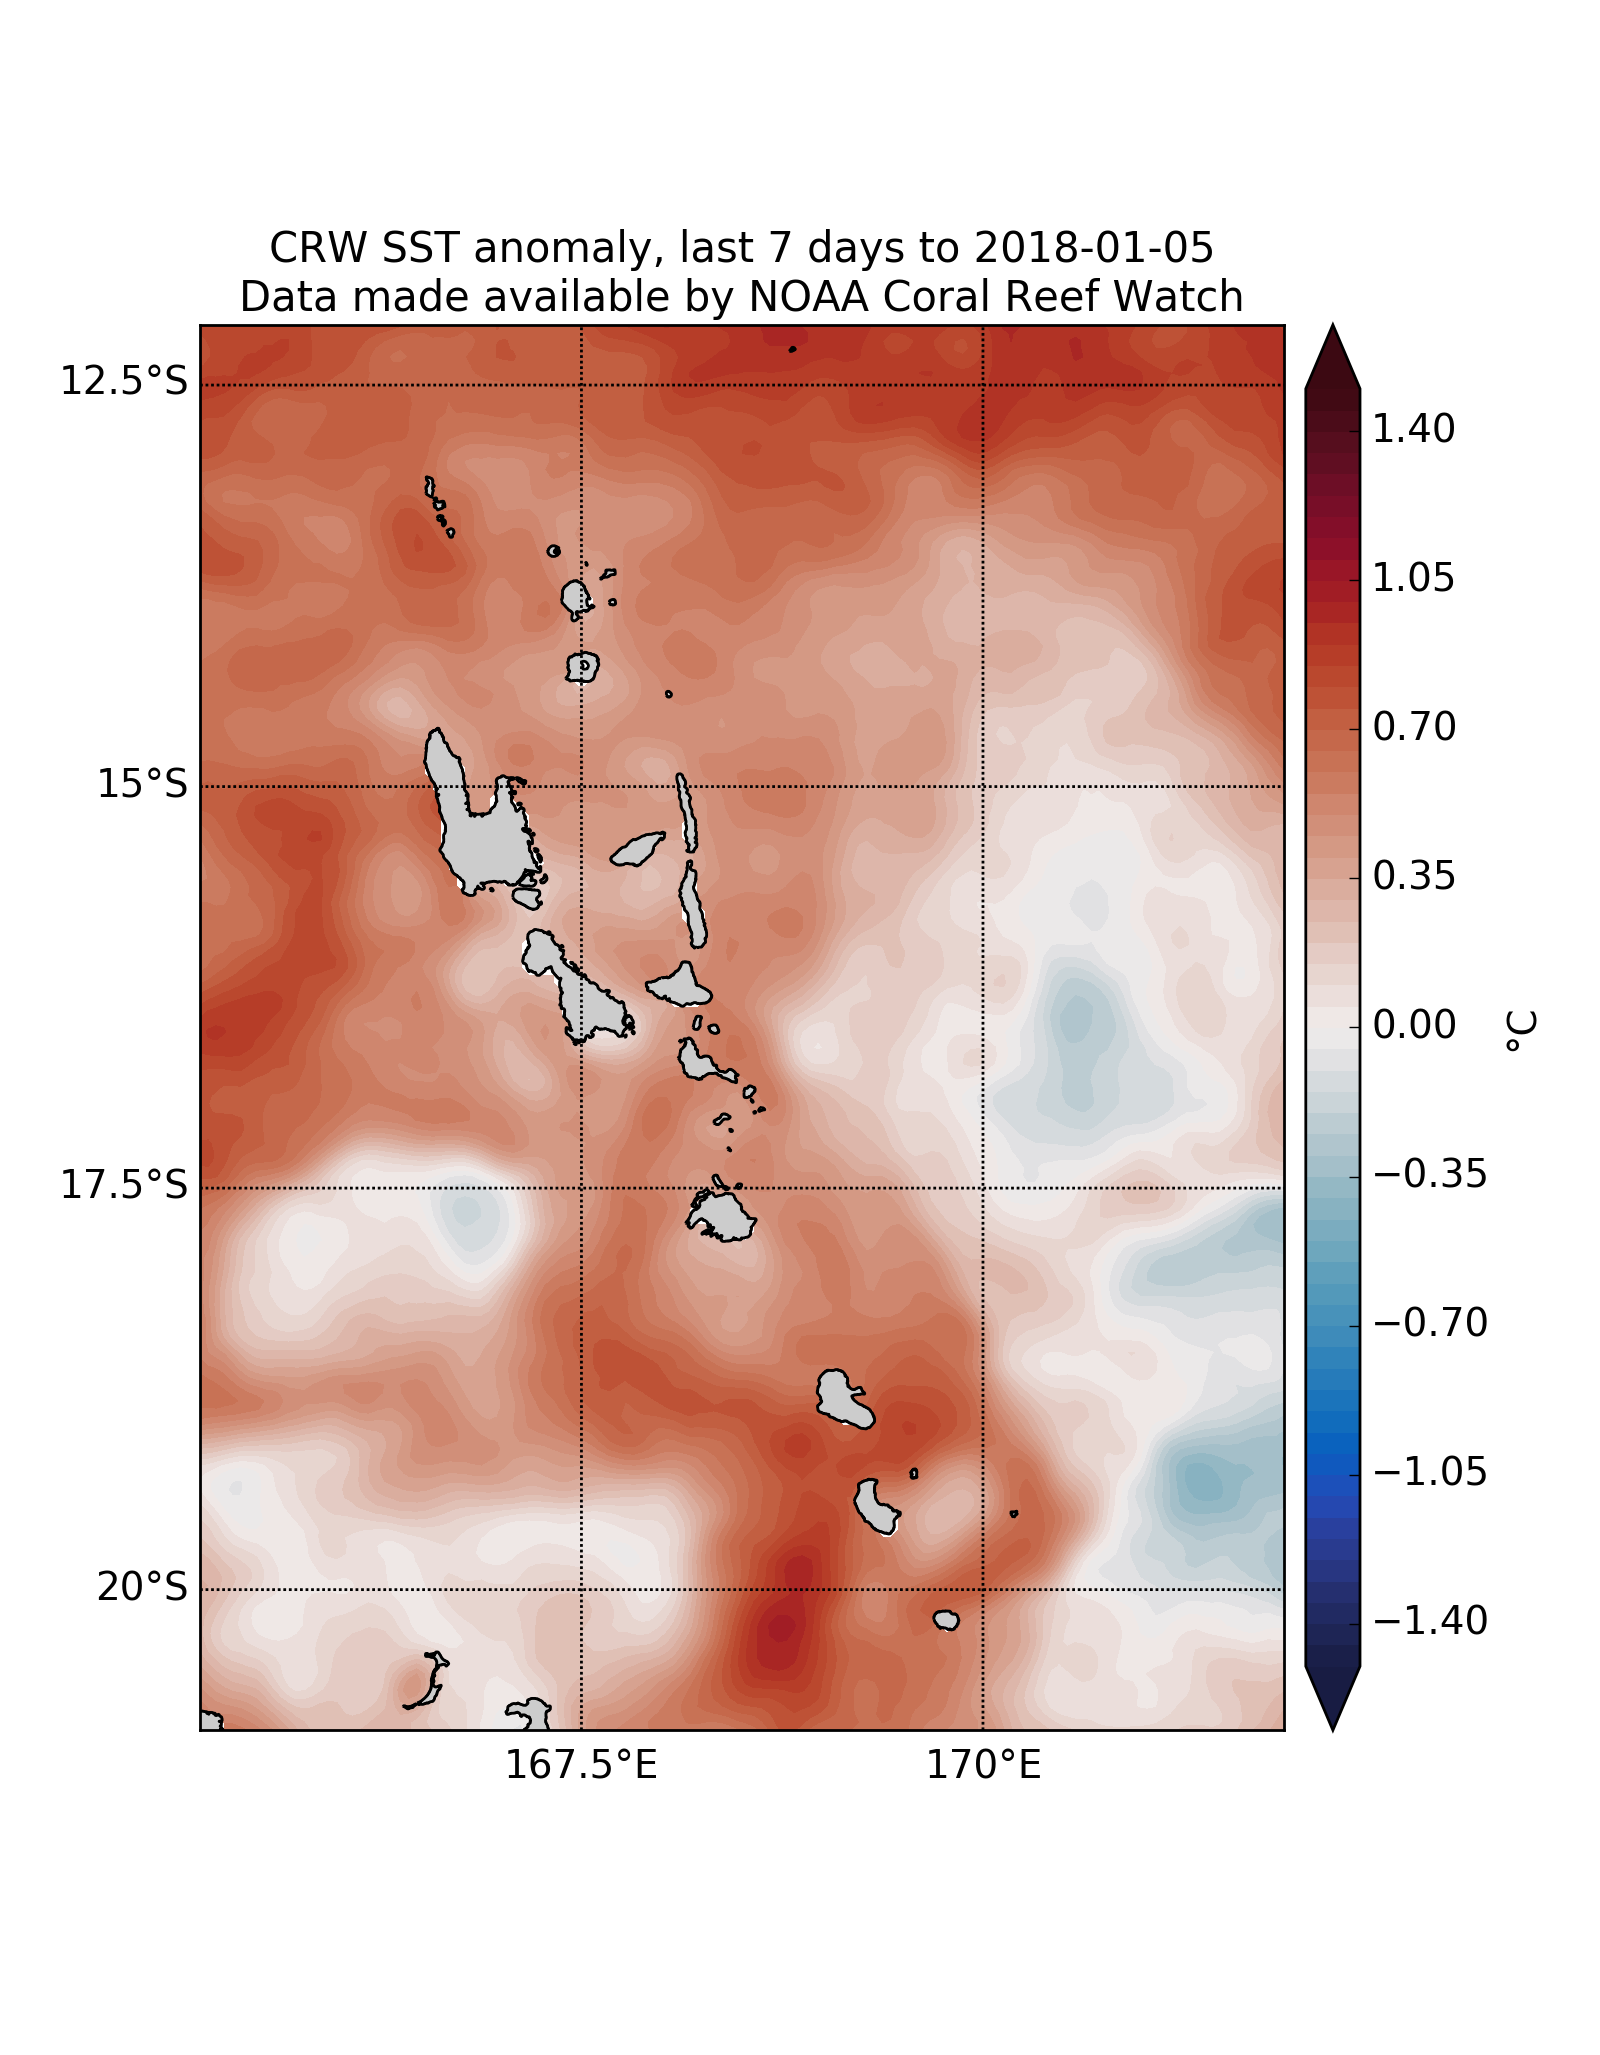 CRW SST anomaly, last 7 days to 2018-01-05
Data made available by NOAA Coral Reef Watch
12.5°S
15°S
17.5°S
20°S
167.5°E
170°E
1.40
1.05
0.70
0.35
0.00
−0.35
−0.70
−1.05
−1.40
°C